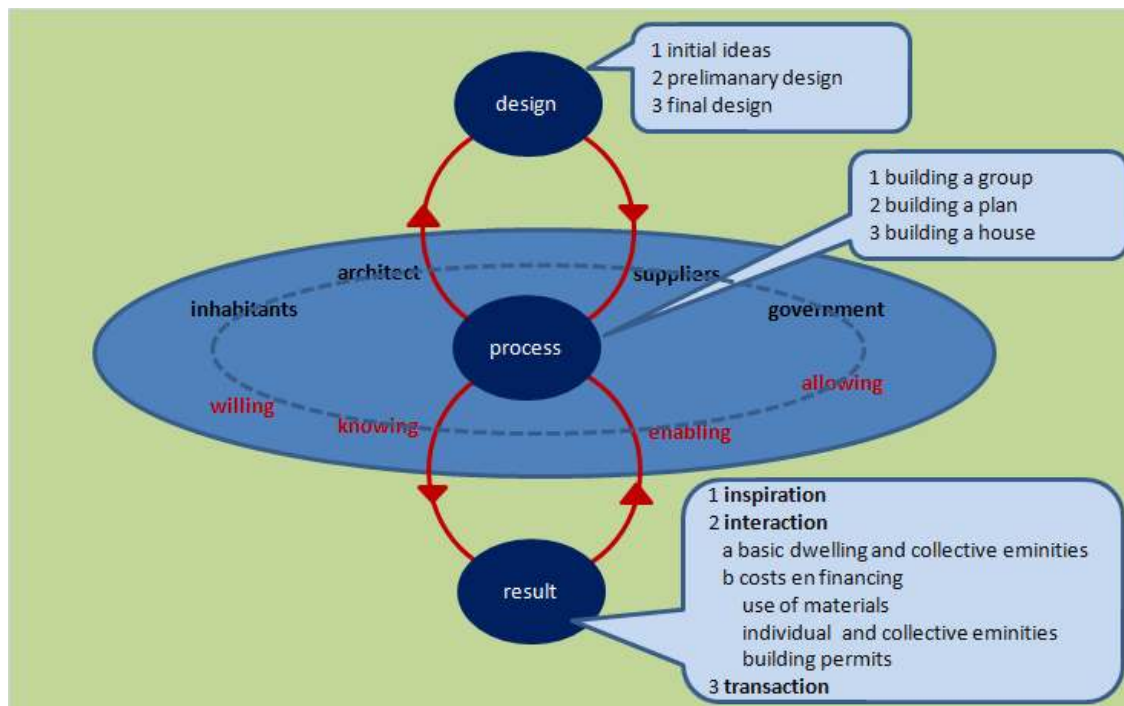 1 initial ideas
2 prelimanary design
3 final design
design
1 building a group
2 building a plan
3 building a house
architect
suppliers
inhabitants
government
process
willing
knowing
enabling
allowing
result
1 inspiration
2 interaction
a basic dwelling and collective eminities
b costs en financing
use of materials
individual and collective eminities
building permits
3 transaction